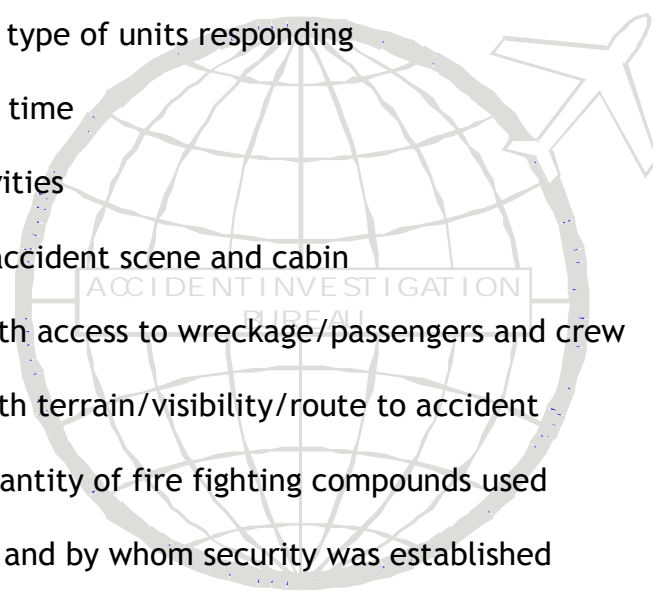 type of units responding
time
vities
accident scene and cabin
ACCIDENT INVESTIGATION
BUREAU
th access to wreckage/passengers and crew
th terrain/visibility/route to accident
antity of fire fighting compounds used
and by whom security was established